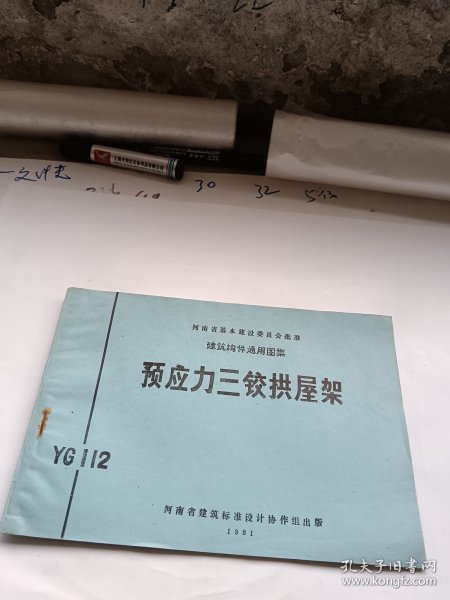 30 32
河南省基本建设委员会批准
建筑构件通用图集
预应力三铰拱屋架
YG112
河南省建筑标准设计协作组出版
1981
孔夫子旧书网
www.kongfz.com